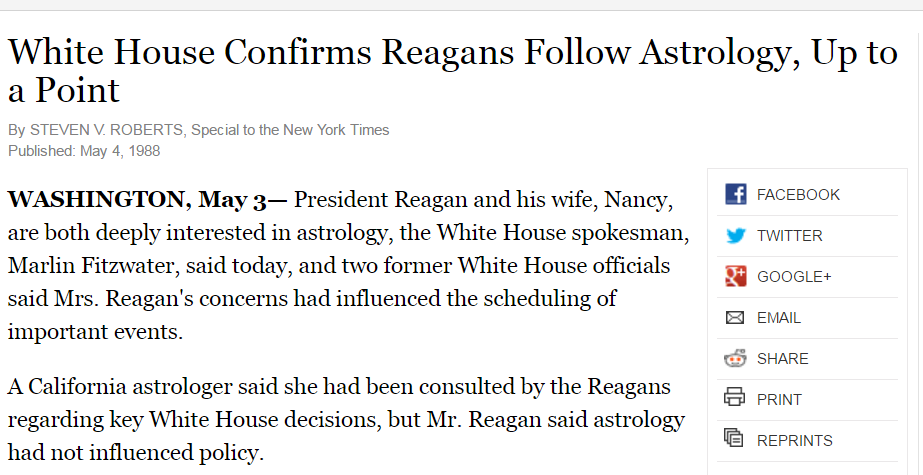 White House Confirms Reagans Follow Astrology, Up to
a Point
By STEVEN V. ROBERTS, Special to the New York Times
Published: May 4, 1988
WASHINGTON, May 3— President Reagan and his wife, Nancy,
are both deeply interested in astrology, the White House spokesman,
Marlin Fitzwater, said today, and two former White House officials
said Mrs. Reagan's concerns had influenced the scheduling of
important events.
A California astrologer said she had been consulted by the Reagans
regarding key White House decisions, but Mr. Reagan said astrology
had not influenced policy.
FACEBOOK
TWITTER
GOOGLE+
EMAIL
SHARE
PRINT
REPRINTS